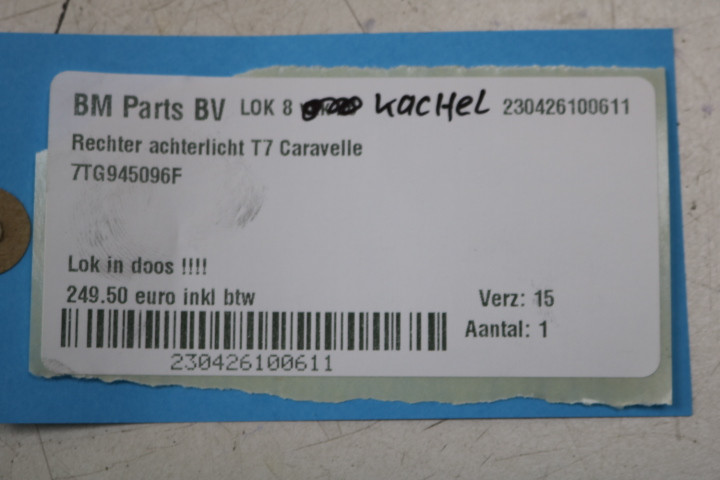 BM Parts BV LOK 8 KACHEL 230426100611
Rechter achterlicht T7 Caravelle
7TG945096F
Lok in doos !!!!
249.50 euro inkl btw
Verz: 15
Aantal: 1
230426100611